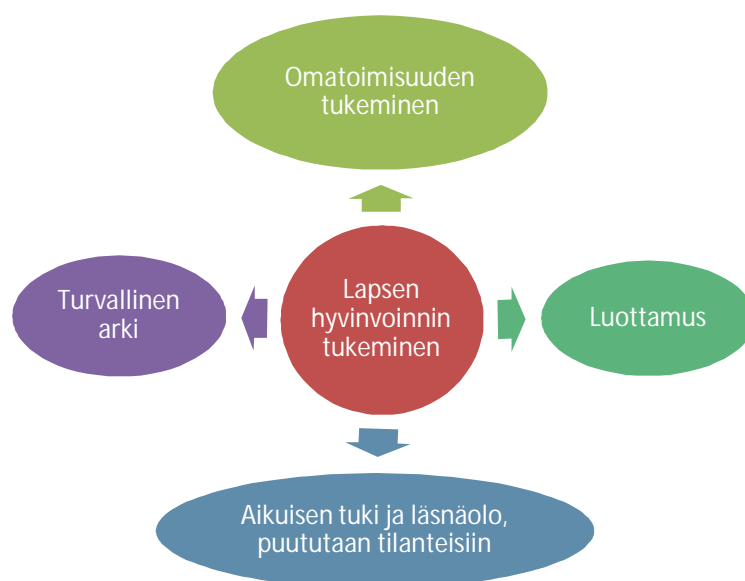 Omatoimisuuden
tukeminen
Turvallinen
arki
Lapsen
hyvinvoinnin
tukeminen
Luottamus
Aikuisen tuki ja läsnäolo,
puututaan tilanteisiin